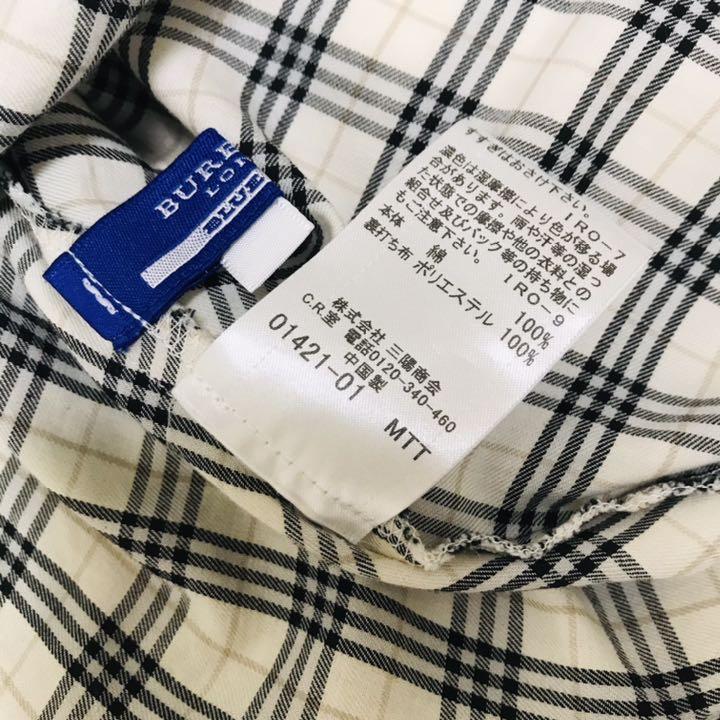 BURBE
LON
すすぎはおさけ下さい。
IRO-7
濃色は湿摩擦により色が移る場
合があります。雨や汗等の湿っ
た状態での摩擦や他の衣料との
組合せ及びバック等の持ち物に
もご注意下さい。
IRO-9
本体 綿 100%
裏打ち布 ポリエステル 100%
株式会社 三陽商会
C.R.室 電話0120-340-460
中国製
01421-01 MTT